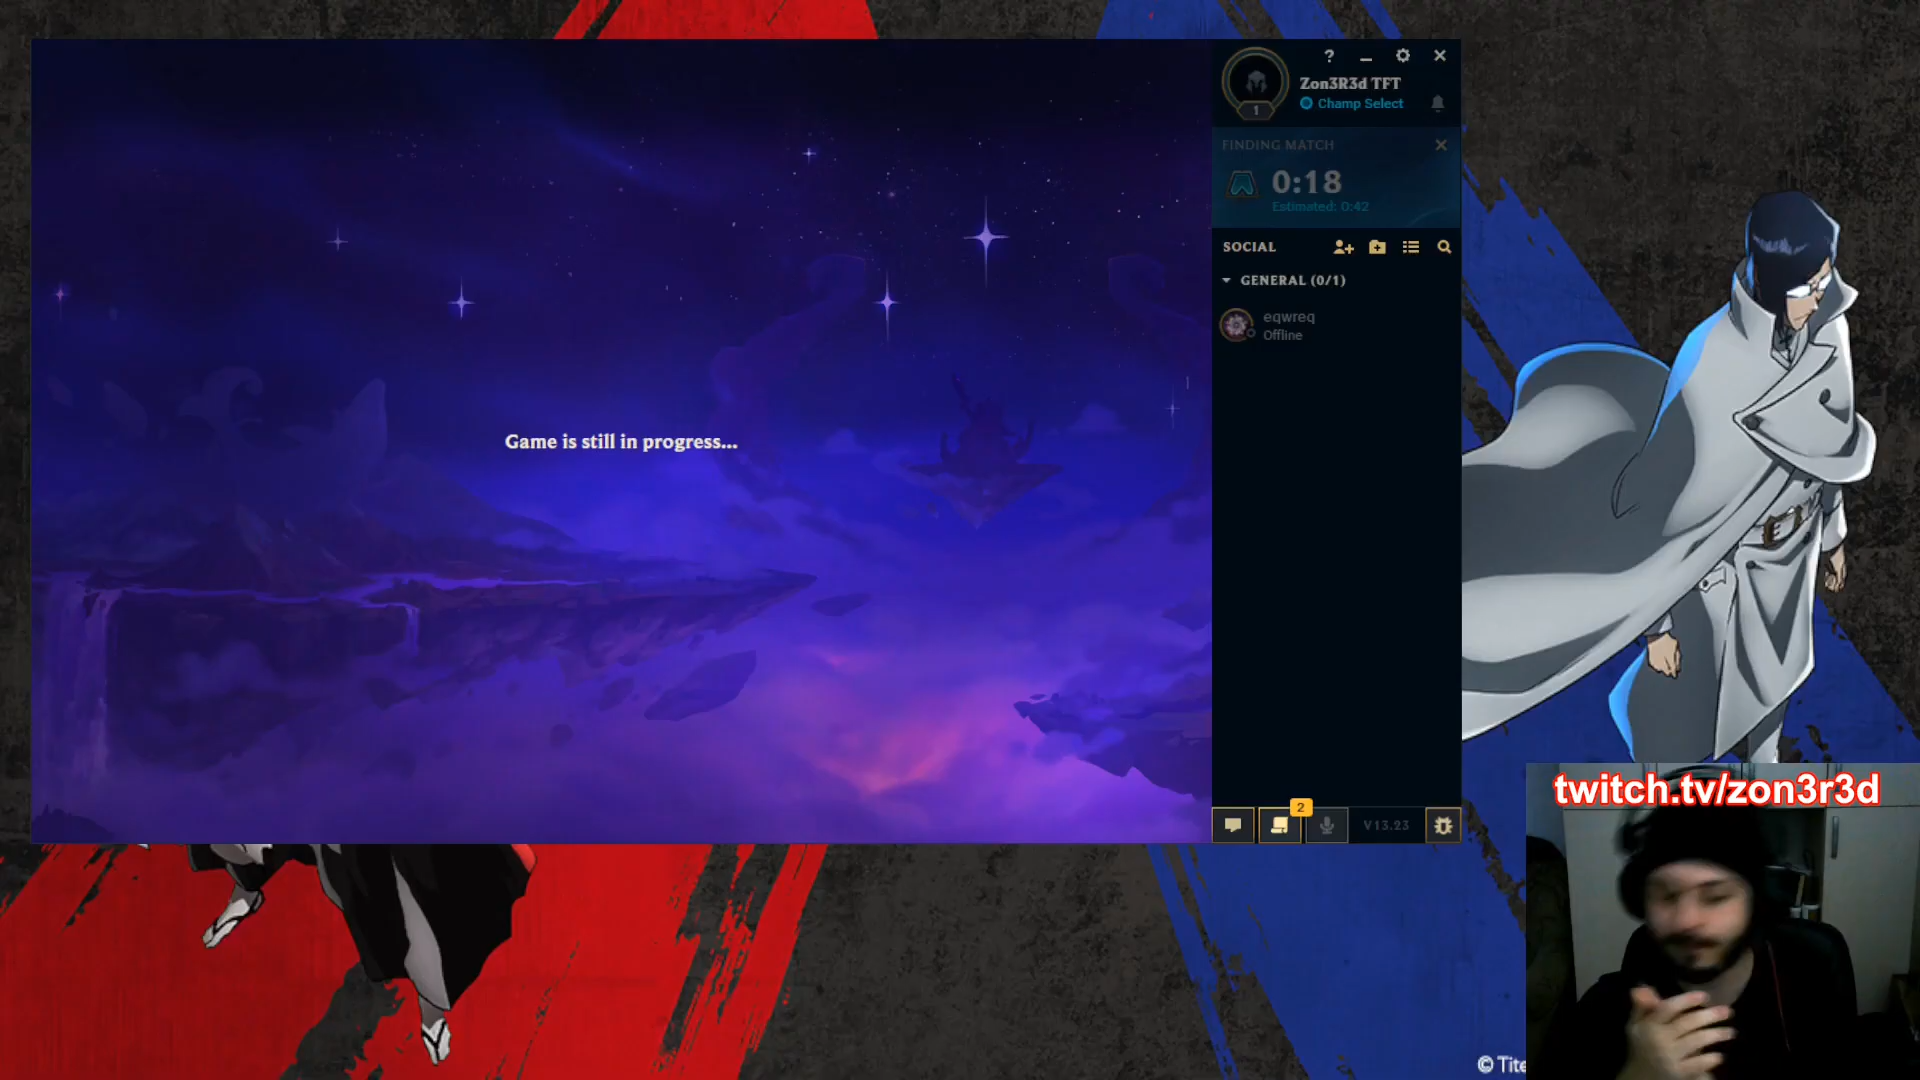 ?
Zon3R3d TFT
Champ Select
1
FINDING MATCH
0:18
Estimated: 0:42
SOCIAL
GENERAL (0/1)
eqwreq
Offline
Game is still in progress...
2
V13.23
twitch.tv/zon3r3d
© Tite